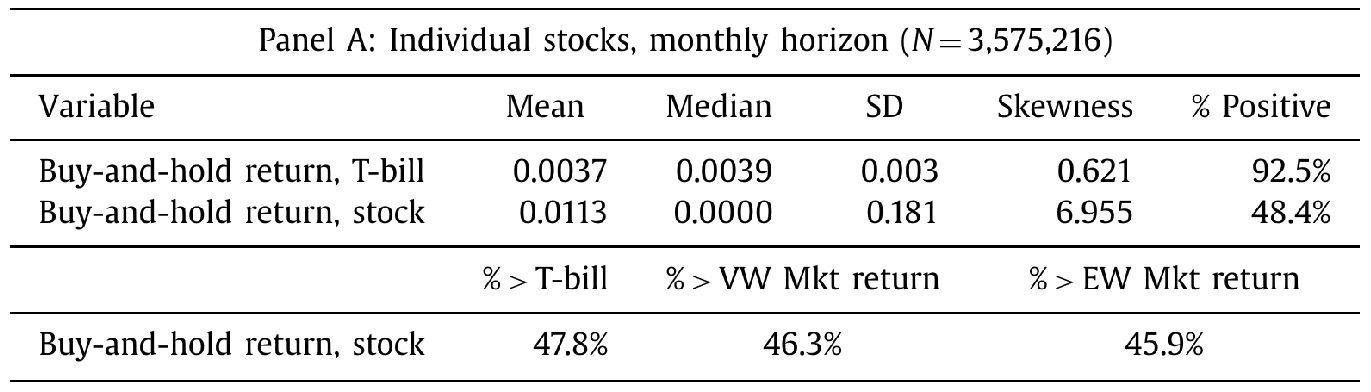 Panel A: Individual stocks, monthly horizon (N = 3,575,216)
Variable Mean Median SD Skewness % Positive
Buy-and-hold return, T-bill 0.0037 0.0039 0.003 0.621 92.5%
Buy-and-hold return, stock 0.0113 0.0000 0.181 6.955 48.4%
% > T-bill % > VW Mkt return % > EW Mkt return
Buy-and-hold return, stock 47.8% 46.3% 45.9%